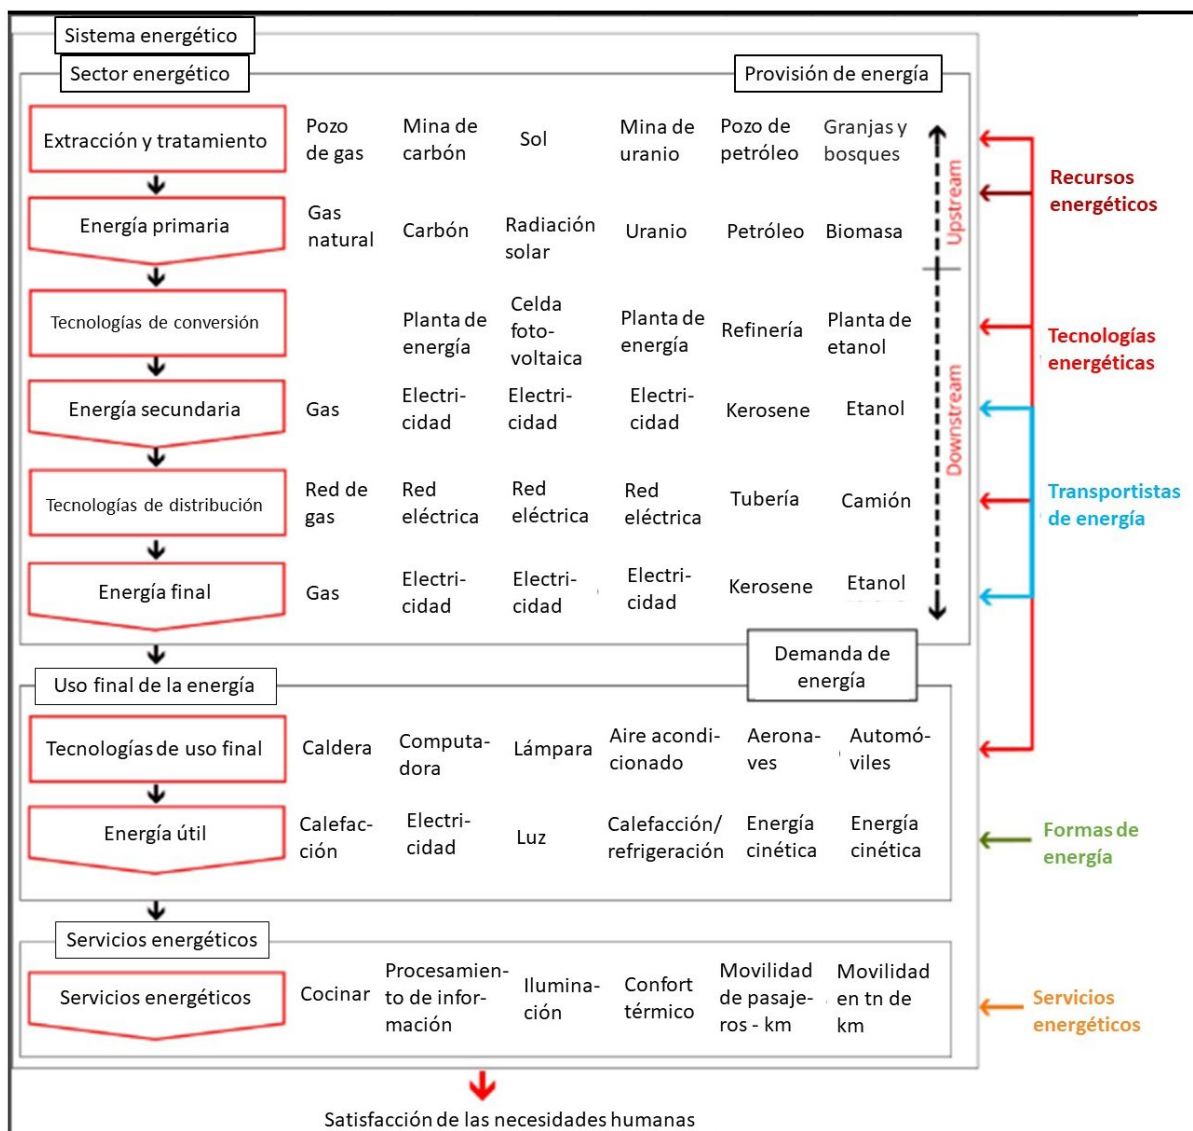 Sistema energético
Sector energético
Provisión de energía
Extracción y tratamiento
Pozo
de gas
Mina de
carbón
Sol
Mina de
uranio
Pozo de
petróleo
Granjas y
bosques
Energía primaria
Gas
natural
Carbón
Radiación
solar
Uranio
Petróleo
Biomasa
Upstream
Tecnologías de conversión
Planta de
energía
Celda
foto-
voltaica
Planta de
energía
Refinería
Planta de
etanol
Energía secundaria
Gas
Electri-
cidad
Electri-
cidad
Electri-
cidad
Kerosene
Etanol
Downstream
Tecnologías de distribución
Red de
gas
Red
eléctrica
Red
eléctrica
Red
eléctrica
Tubería
Camión
Energía final
Gas
Electri-
cidad
Electri-
cidad
Electri-
cidad
Kerosene
Etanol
Demanda de
energía
Uso final de la energía
Tecnologías de uso final
Caldera
Computa-
dora
Lámpara
Aire acondi-
cionado
Aerona-
ves
Automó-
viles
Energía útil
Calefac-
ción
Electri-
cidad
Luz
Calefacción/
refrigeración
Energía
cinética
Energía
cinética
Servicios energéticos
Servicios energéticos
Cocinar
Procesamien-
to de infor-
mación
Ilumina-
ción
Confort
térmico
Movilidad
de pasaje-
ros - km
Movilidad
en tn de
km
Recursos
energéticos
Tecnologías
energéticas
Transportistas
de energía
Formas de
energía
Servicios
energéticos
Satisfacción de las necesidades humanas